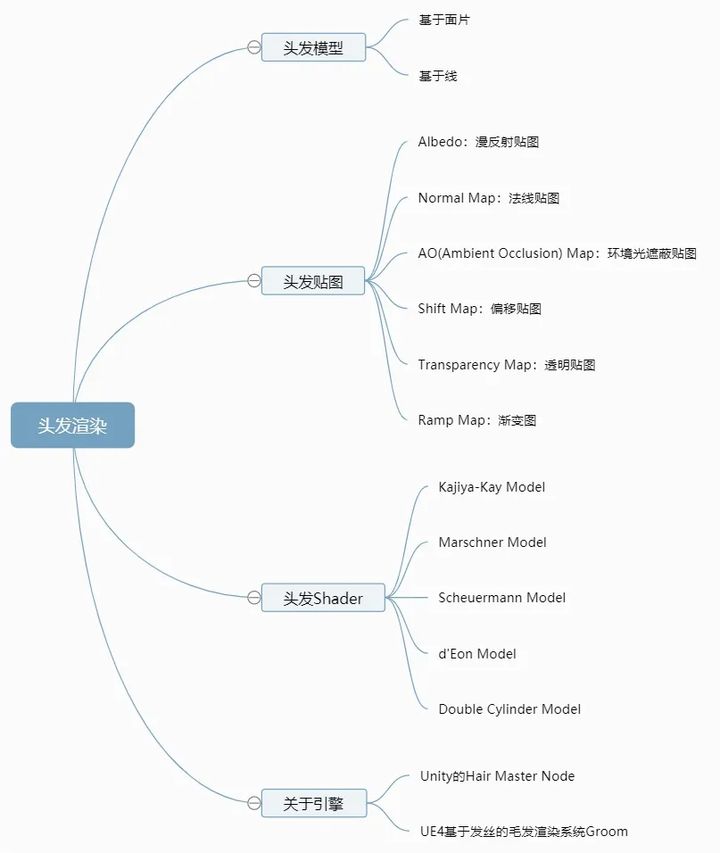 头发渲染
头发模型
基于面片
基于线
头发贴图
Albedo：漫反射贴图
Normal Map：法线贴图
AO(Ambient Occlusion) Map：环境光遮蔽贴图
Shift Map：偏移贴图
Transparency Map：透明贴图
Ramp Map：渐变图
头发Shader
Kajiya-Kay Model
Marschner Model
Scheuermann Model
d'Eon Model
Double Cylinder Model
关于引擎
Unity的Hair Master Node
UE4基于发丝的毛发渲染系统Groom